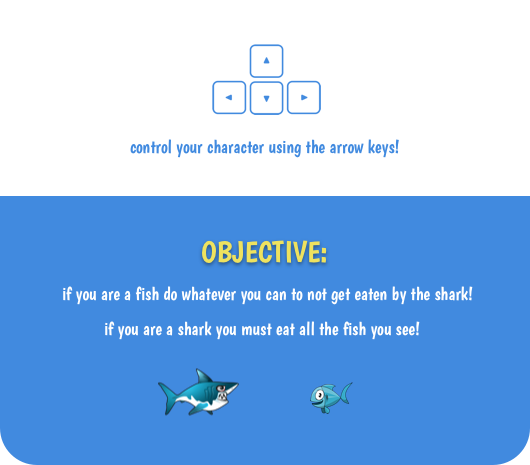 control your character using the arrow keys!
OBJECTIVE:
if you are a fish do whatever you can to not get eaten by the shark!
if you are a shark you must eat all the fish you see!